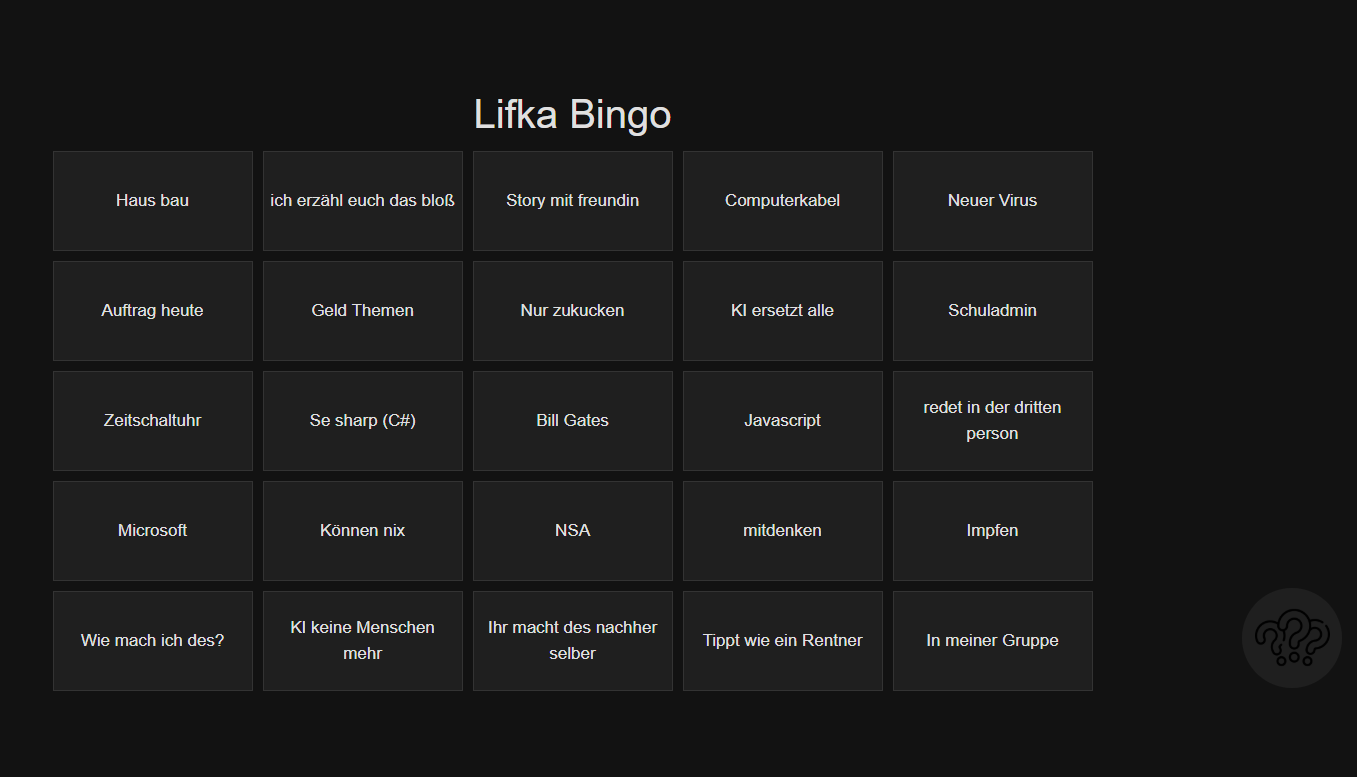 Lifka Bingo
Haus bau
ich erzähl euch das bloß
Story mit freundin
Computerkabel
Neuer Virus
Auftrag heute
Geld Themen
Nur zukucken
KI ersetzt alle
Schuladmin
Zeitschaltuhr
Se sharp (C#)
Bill Gates
Javascript
redet in der dritten
person
Microsoft
Können nix
NSA
mitdenken
Impfen
Wie mach ich des?
KI keine Menschen
mehr
Ihr macht des nachher
selber
Tippt wie ein Rentner
In meiner Gruppe
???